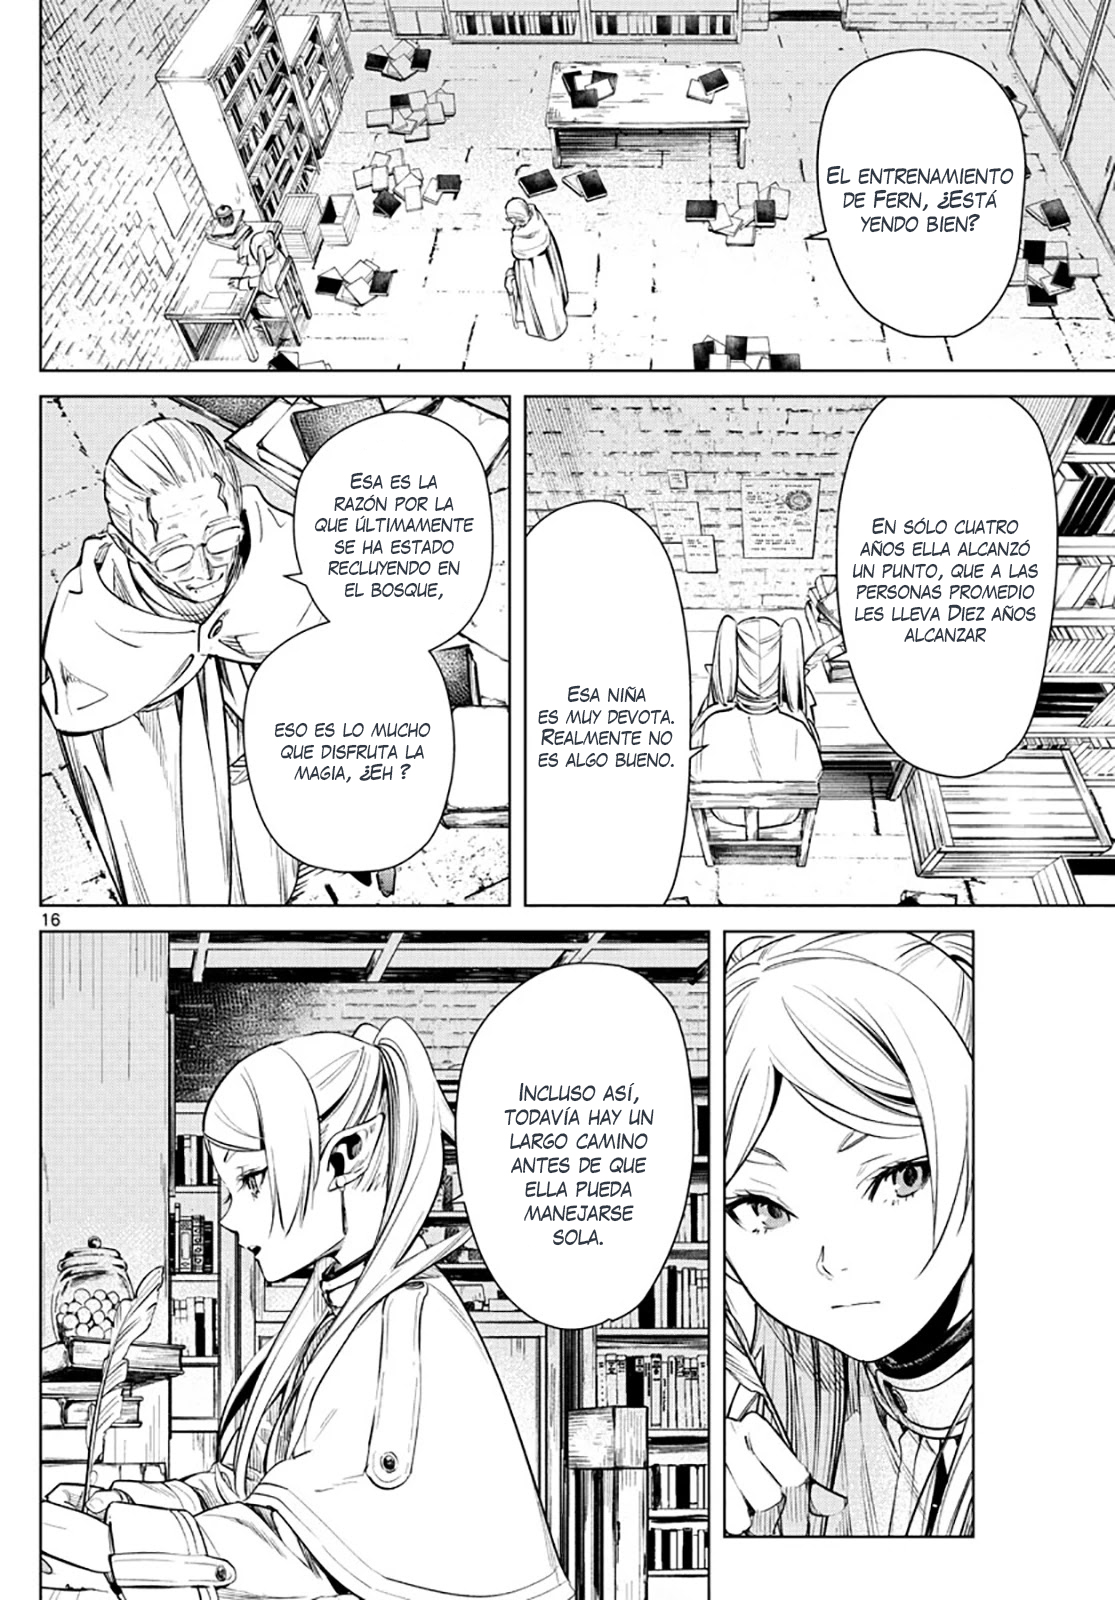 El entrenamiento
de Fern, ¿Está
yendo bien?
En sólo cuatro
años ella alcanzó
un punto, que a las
personas promedio
les lleva Diez años
alcanzar
Esa niña
es muy devota.
Realmente no
es algo bueno.
Esa es la
razón por la
que últimamente
se ha estado
recluyendo en
el bosque,
eso es lo mucho
que disfruta la
magia, ¿Eh ?
16
Incluso así,
todavía hay un
largo camino
antes de que
ella pueda
manejarse
sola.